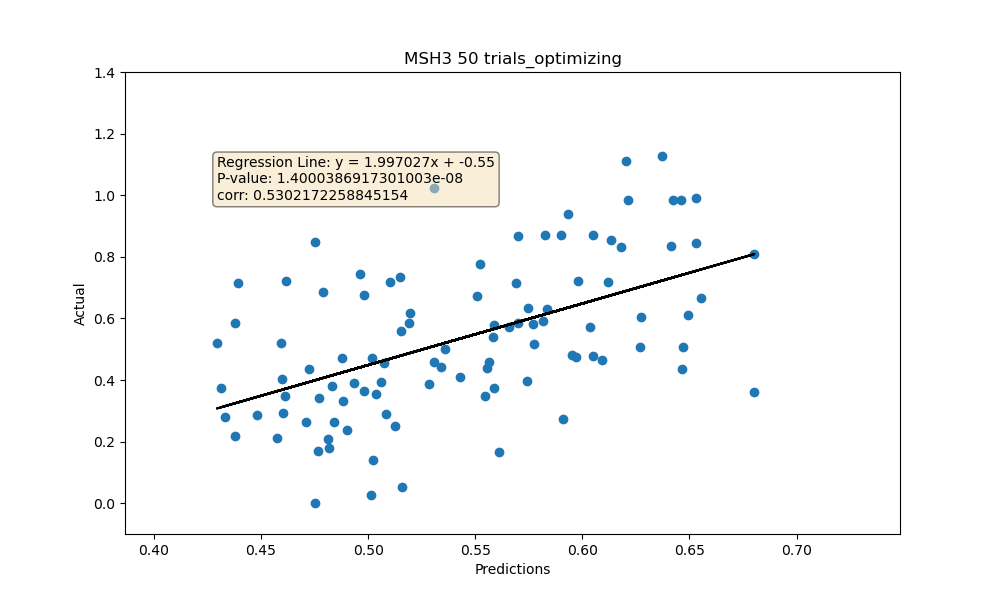 MSH3 50 trials_optimizing
1.4
1.2
1.0
0.8
0.6
0.4
0.2
0.0
Actual
Regression Line: y = 1.997027x + -0.55
P-value: 1.4000386917301003e-08
corr: 0.5302172258845154
0.40 0.45 0.50 0.55 0.60 0.65 0.70
Predictions